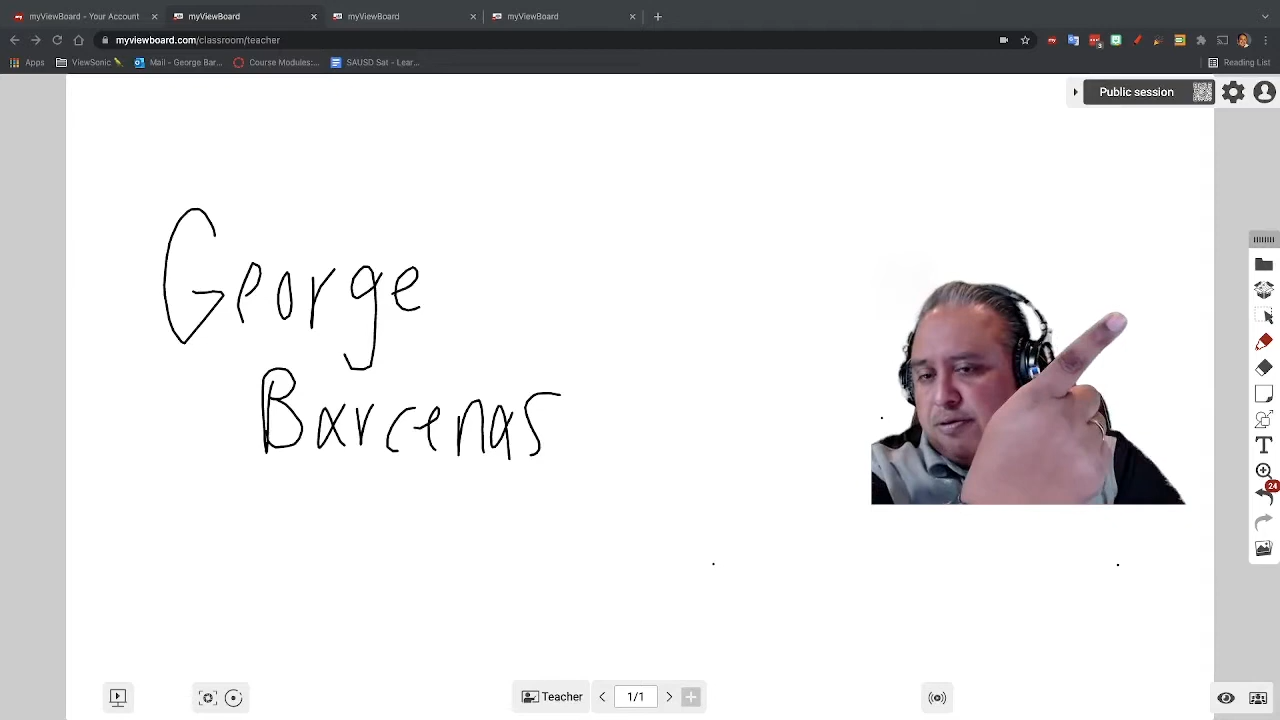 myViewBoard - Your Account
myViewBoard
myViewBoard
myViewBoard
myviewboard.com/classroom/teacher
Apps
ViewSonic
Mail - George Bar...
Course Modules:...
SAUSD Sat - Lear...
Reading List
Public session
George
Barcenas
T
24
Teacher
1/1